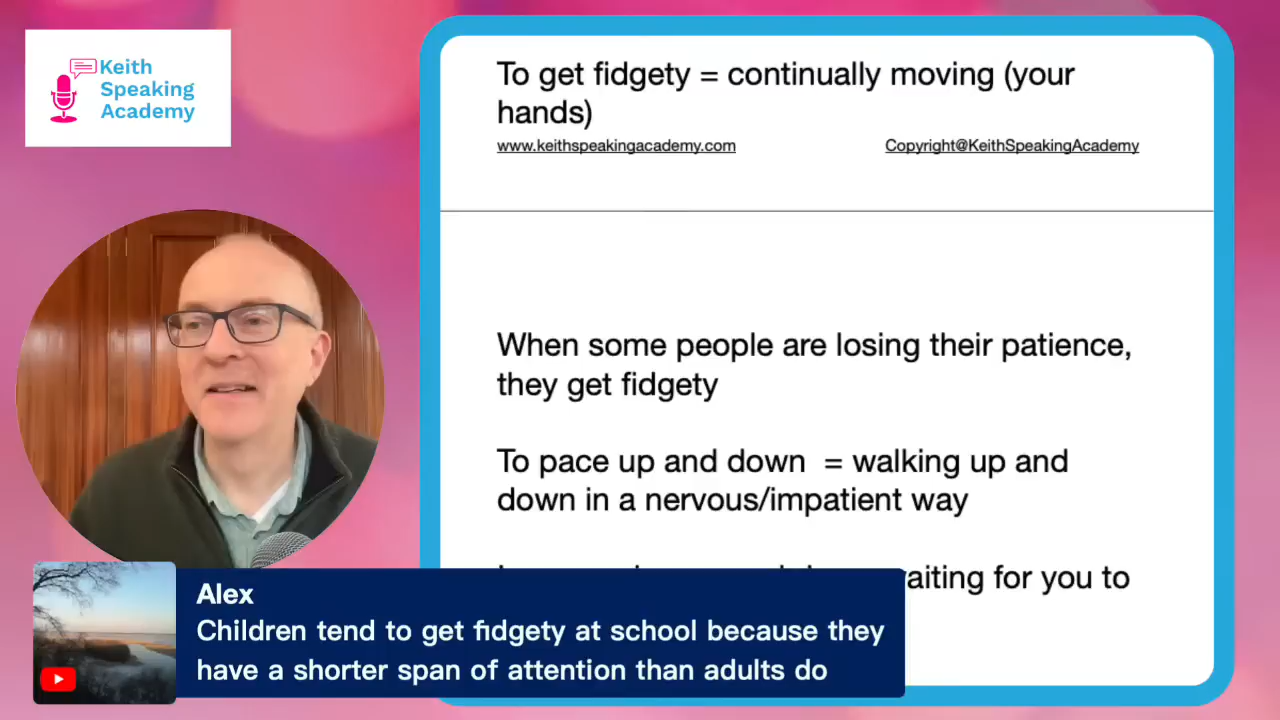 Keith
Speaking
Academy
To get fidgety = continually moving (your
hands)
www.keithspeakingacademy.com
Copyright@KeithSpeakingAcademy
When some people are losing their patience,
they get fidgety
To pace up and down = walking up and
down in a nervous/impatient way
for you to
Alex
Children tend to get fidgety at school because they
have a shorter span of attention than adults do